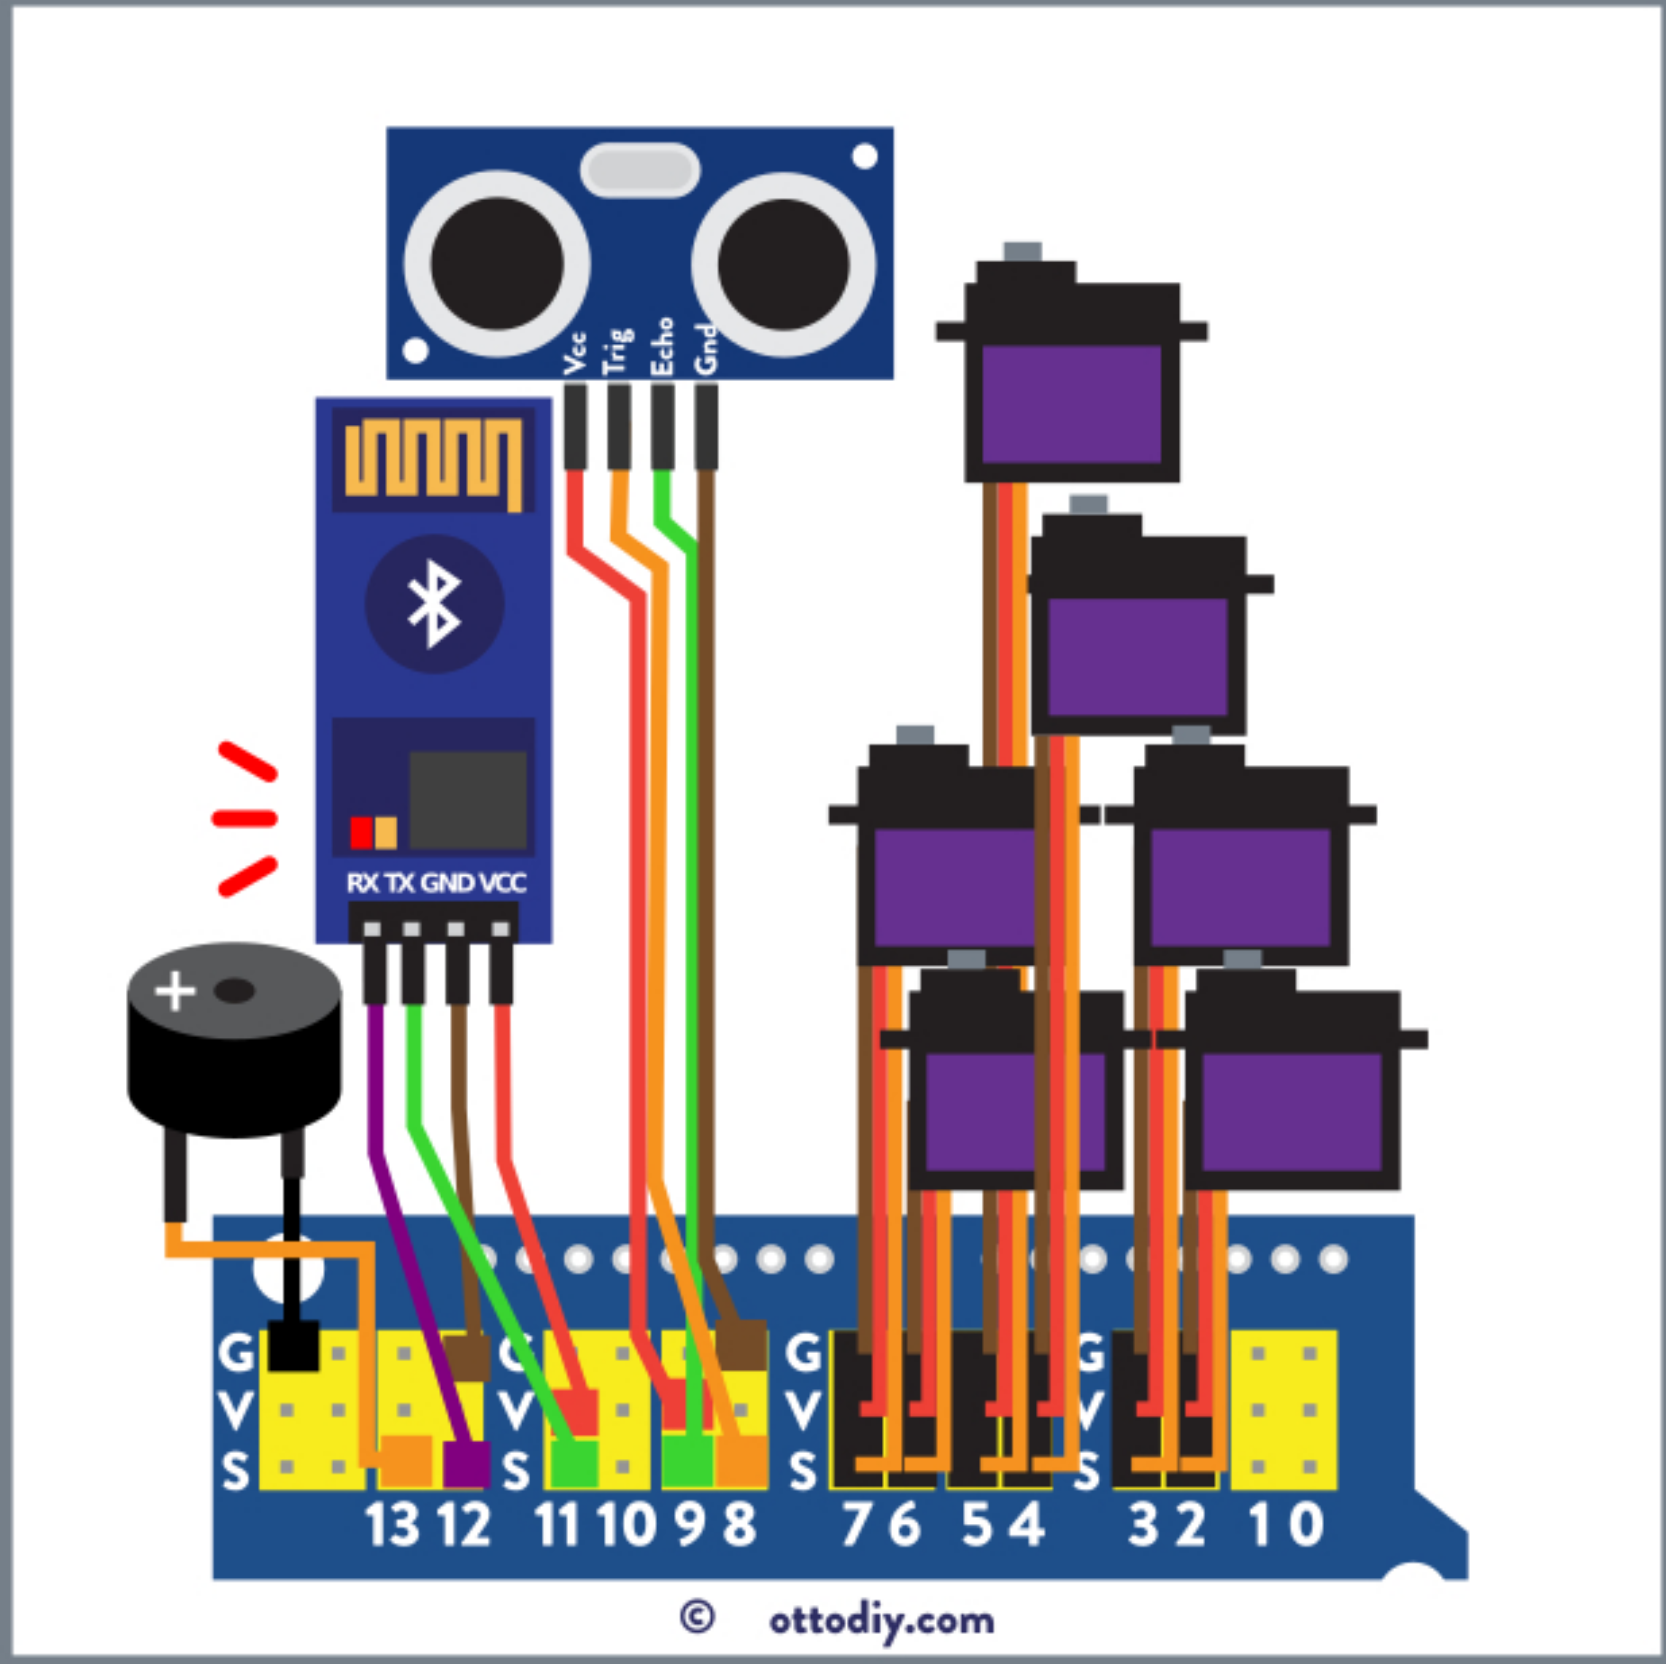 Vcc Trig Echo Gnd
RX TX GND VCC
+
G G G G
V V V V
S S S S
13 12 11 10 9 8 7 6 5 4 3 2 1 0
© ottodiy.com